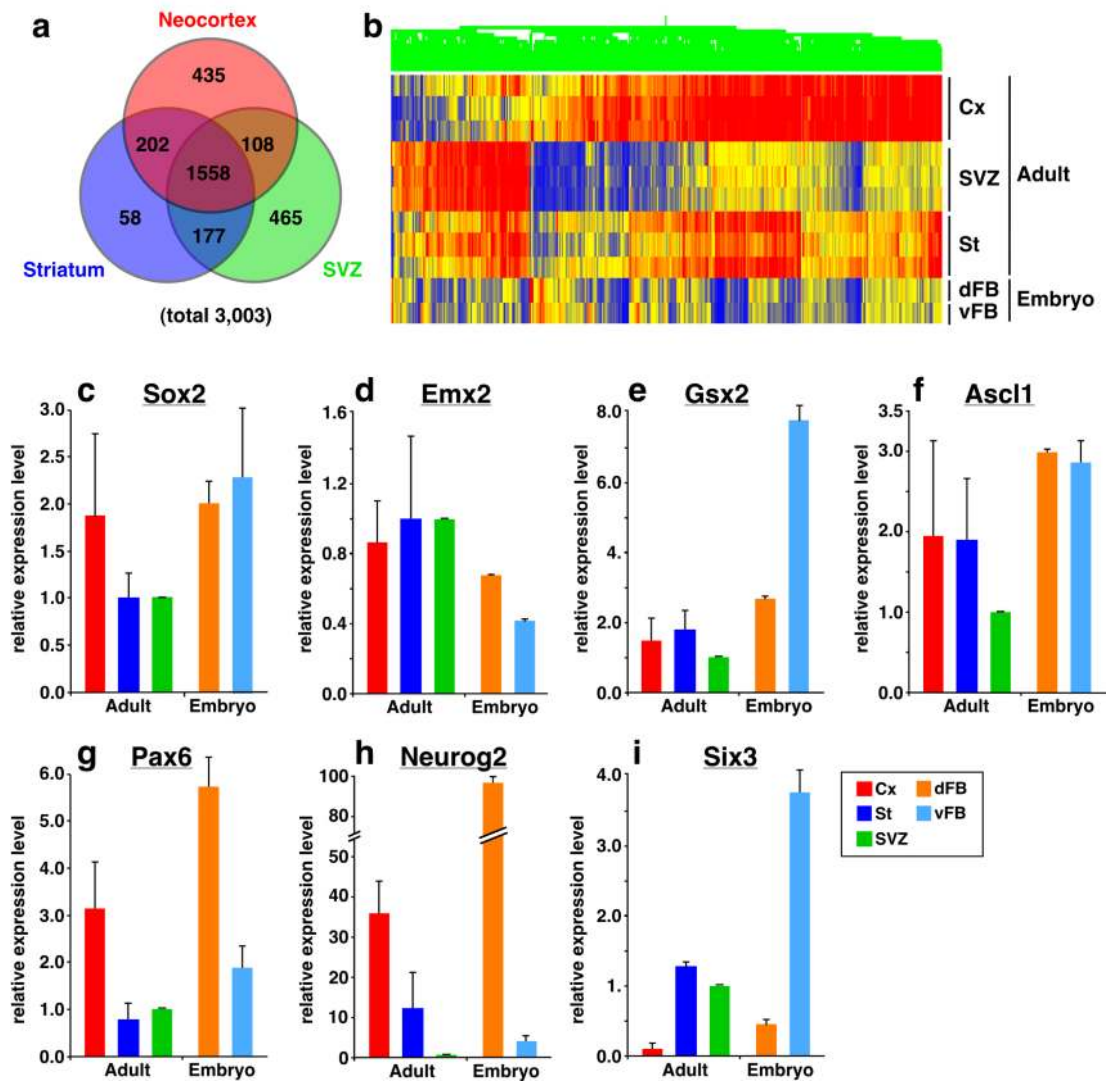 a
Neocortex
435
202
108
1558
58
465
177
Striatum
SVZ
(total 3,003)
b
Cx
SVZ
Adult
St
dFB
Embryo
vFB
c
Sox2
relative expression level
3.0
2.5
2.0
1.5
1.0
0.5
0.0
Adult
Embryo
d
Emx2
relative expression level
1.6
1.2
0.8
0.4
0.0
Adult
Embryo
e
Gsx2
relative expression level
8.0
6.
4.
2.0
0.0
Adult
Embryo
f
Ascl1
relative expression level
3.5
3.0
2.0
1.0
0.0
Adult
Embryo
g
Pax6
relative expression level
6.0
5.0
4.0
3.0
2.0
1.0
0.0
Adult
Embryo
h
Neurog2
relative expression level
100
80
50
40
30
20
10
0
Adult
Embryo
i
Six3
relative expression level
4.0
3.
2.0
1.
0.0
Adult
Embryo
Cx
dFB
St
vFB
SVZ